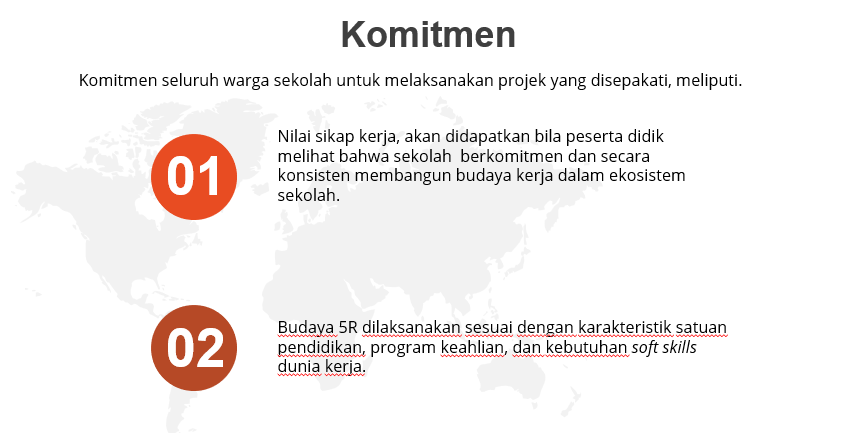 Komitmen
Komitmen seluruh warga sekolah untuk melaksanakan projek yang disepakati, meliputi.
01
Nilai sikap kerja, akan didapatkan bila peserta didik
melihat bahwa sekolah  berkomitmen dan secara
konsisten membangun budaya kerja dalam ekosistem
sekolah.
02
Budaya 5R dilaksanakan sesuai dengan karakteristik satuan
pendidikan, program keahlian, dan kebutuhan soft skills
dunia kerja.